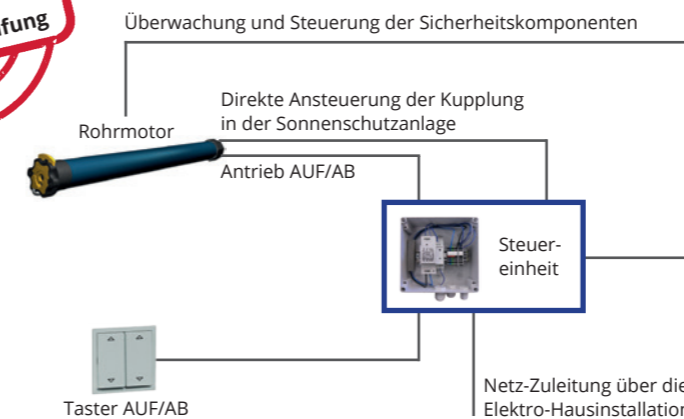 ifung
Überwachung und Steuerung der Sicherheitskomponenten
Direkte Ansteuerung der Kupplung
in der Sonnenschutzanlage
Rohrmotor
Antrieb AUF/AB
Steuer-
einheit
Netz-Zuleitung über die
Elektro-Hausinstallation
Taster AUF/AB